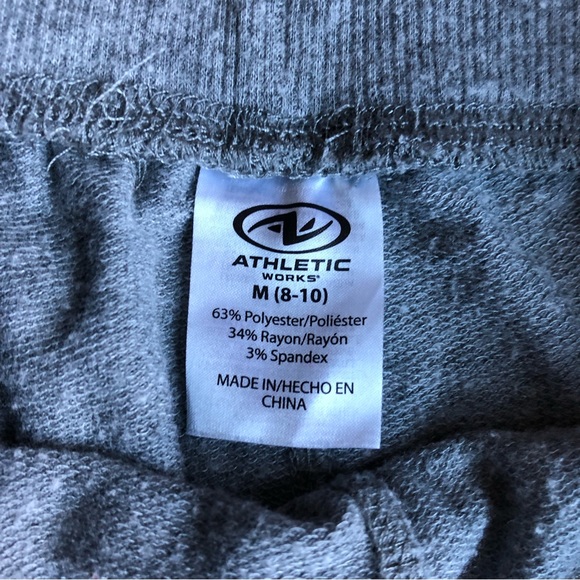 ATHLETIC
WORKS®
M (8-10)
63% Polyester/Poliéster
34% Rayon/Rayón
3% Spandex
MADE IN/HECHO EN
CHINA